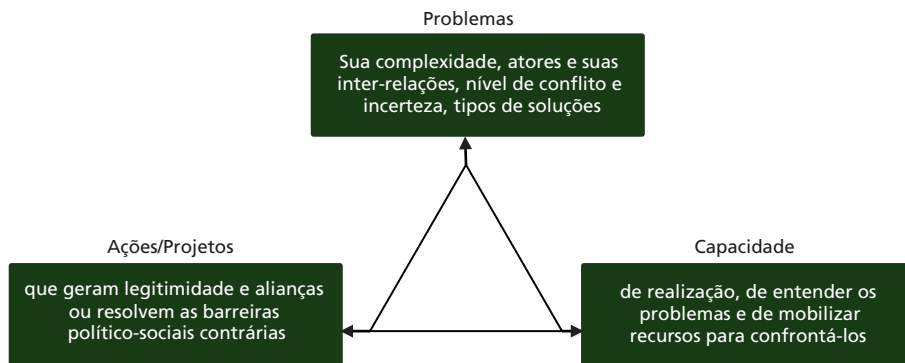 Problemas
Sua complexidade, atores e suas
inter-relações, nível de conflito e
incerteza, tipos de soluções
Ações/Projetos
que geram legitimidade e alianças
ou resolvem as barreiras
político-sociais contrárias
Capacidade
de realização, de entender os
problemas e de mobilizar
recursos para confrontá-los